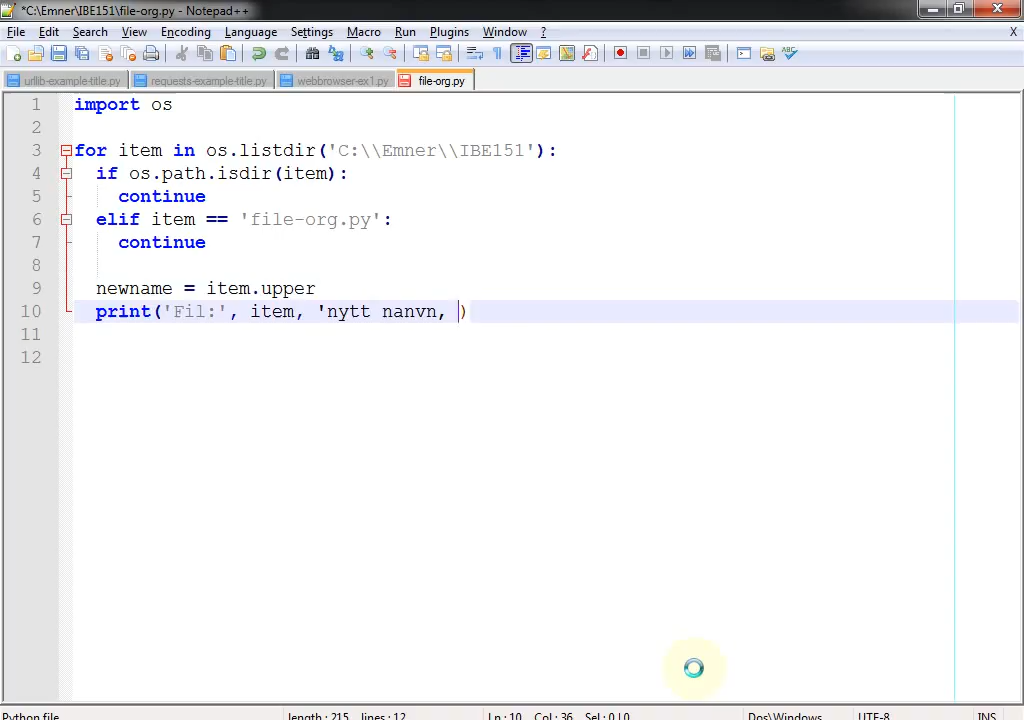 *C:\Emner\IBE151\file-org.py - Notepad++
File Edit Search View Encoding Language Settings Macro Run Plugins Window ? X
urllib-example-title.py requests-example-title.py webbrowser-ex1.py file-org.py
1 import os
2
3 for item in os.listdir('C:\\Emner\\IBE151'):
4 if os.path.isdir(item):
5 continue
6 elif item == 'file-org.py':
7 continue
8
9 newname = item.upper
10 print('Fil:', item, 'nytt nanvn, )
11
12
Python file length : 215 lines : 12 Ln : 10 Col : 36 Sel : 0 | 0 Dos\Windows UTF-8 INS